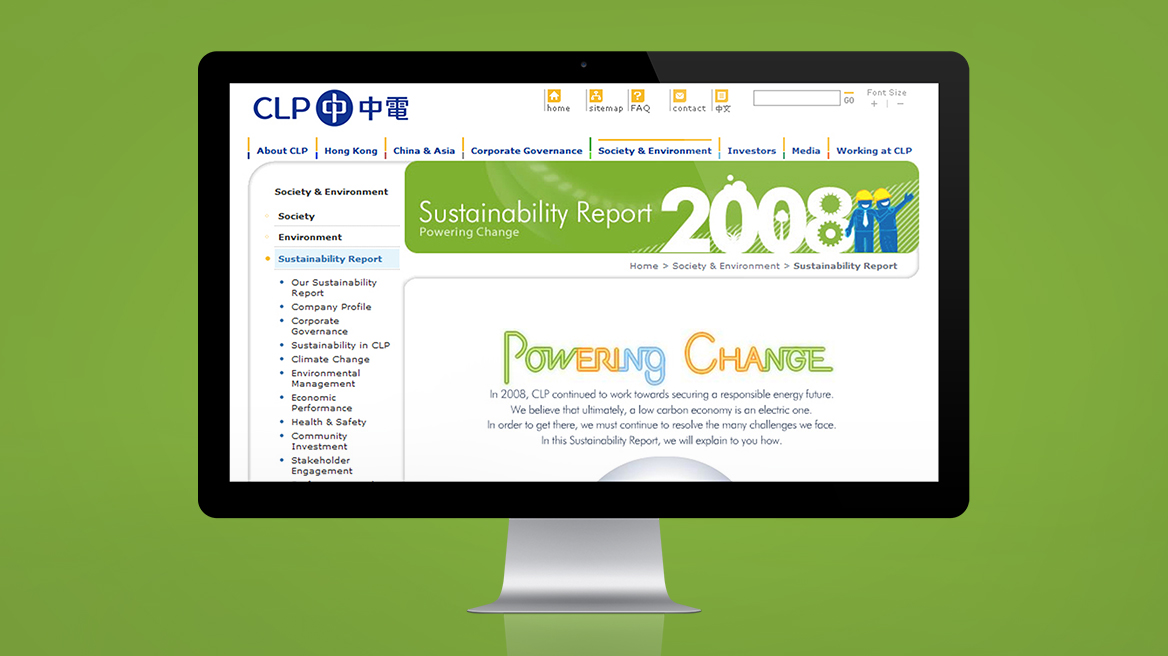 CLP 中 中電
home
sitemap
FAQ
contact
中文
GO
Font Size
+ | −
About CLP
Hong Kong
China & Asia
Corporate Governance
Society & Environment
Investors
Media
Working at CLP
Society & Environment
Society
Environment
Sustainability Report
Our Sustainability
Report
Company Profile
Corporate
Governance
Sustainability in CLP
Climate Change
Environmental
Management
Economic
Performance
Health & Safety
Community
Investment
Stakeholder
Engagement
Sustainability Report 2008
Powering Change
Home > Society & Environment > Sustainability Report
POWERING CHANGE
In 2008, CLP continued to work towards securing a responsible energy future.
We believe that ultimately, a low carbon economy is an electric one.
In order to get there, we must continue to resolve the many challenges we face.
In this Sustainability Report, we will explain to you how.